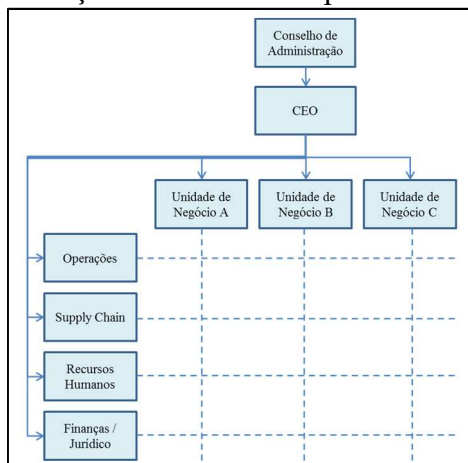 Conselho de
Administração
CEO
Unidade de
Negócio A
Unidade de
Negócio B
Unidade de
Negócio C
Operações
Supply Chain
Recursos
Humanos
Finanças /
Jurídico